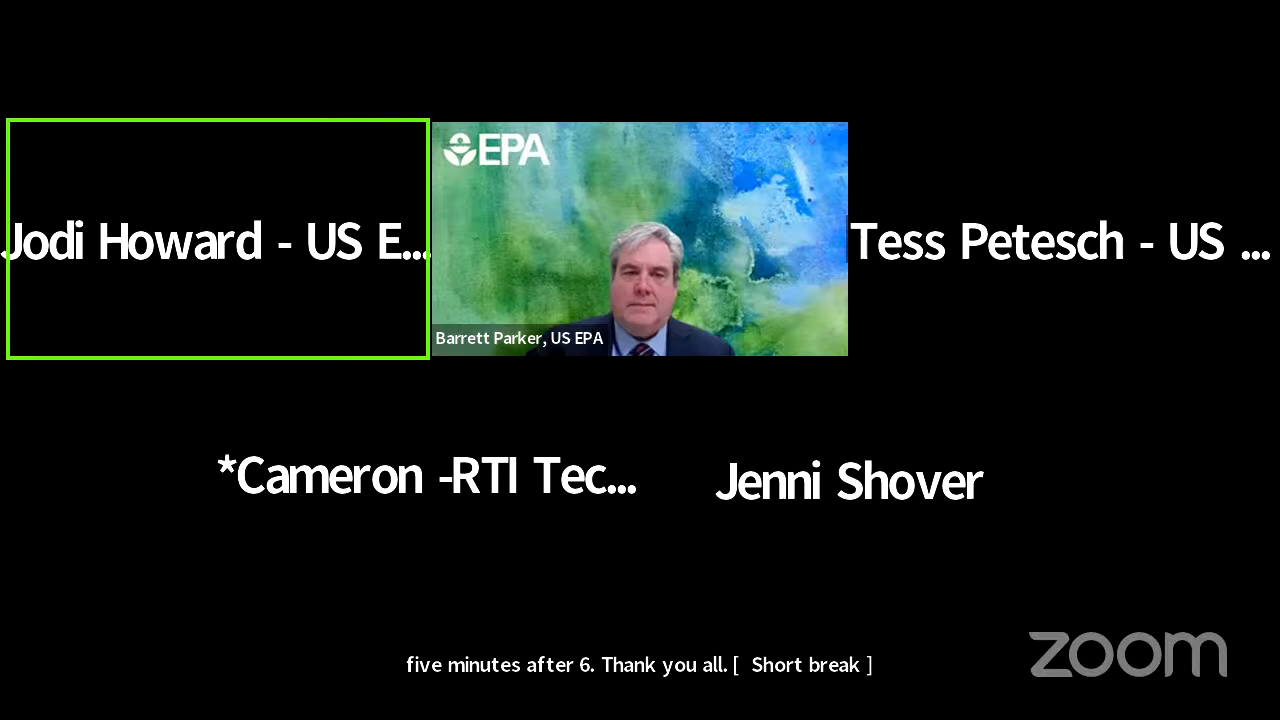 EPA
Jodi Howard - US E...
Barrett Parker, US EPA
Tess Petesch - US ...
*Cameron -RTI Tec...
Jenni Shover
five minutes after 6. Thank you all. [  Short break ]
zoom